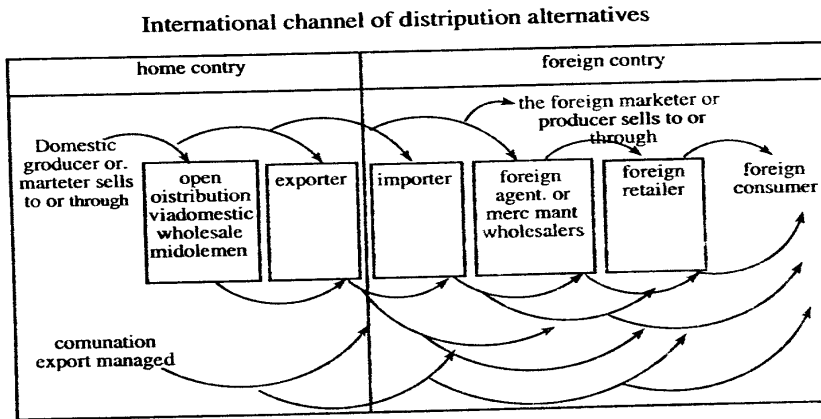 International channel of distripution alternatives
home contry
foreign contry
the foreign marketer or
producer sells to or
through
Domestic
groducer or.
marteter sells
to or through
open
oistribution
viadomestic
wholesale
midolemen
exporter
importer
foreign
agent. or
merc mant
wholesalers
foreign
retailer
foreign
consumer
comunation
export managed